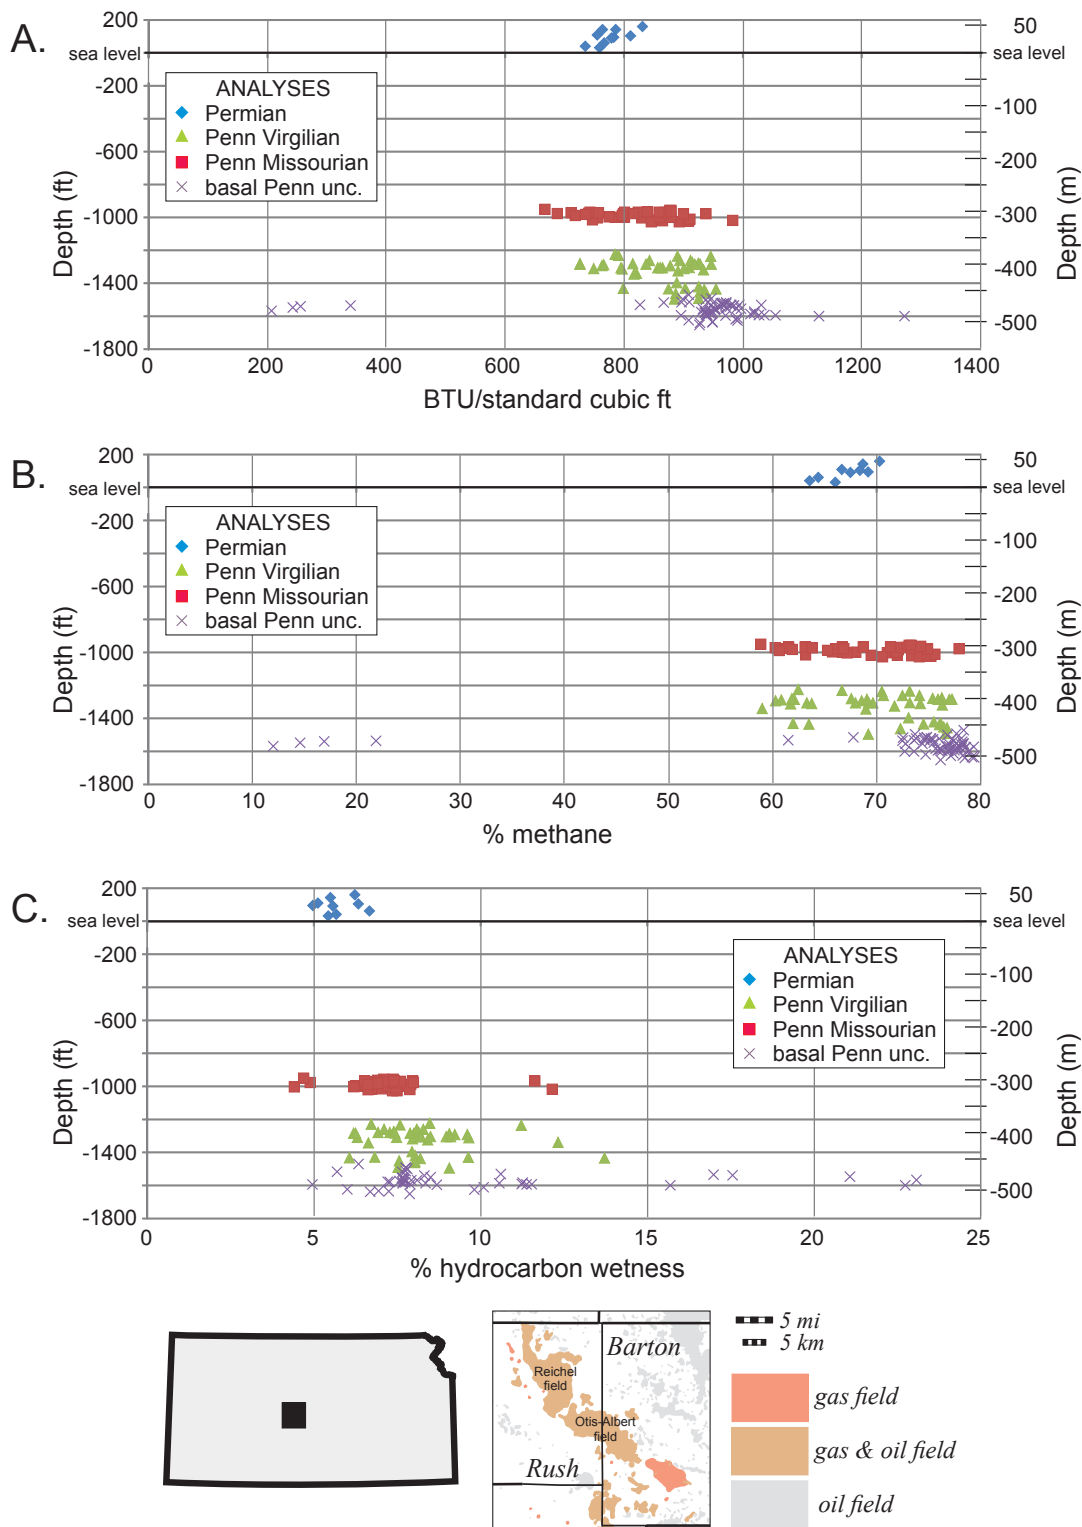 A.
200
sea level
-200
-600
-1000
-1400
-1800
Depth (ft)
ANALYSES
Permian
Penn Virgilian
Penn Missourian
basal Penn unc.
50
sea level
-100
-200
-300
-400
-500
Depth (m)
0 200 400 600 800 1000 1200 1400
BTU/standard cubic ft
B.
200
sea level
-200
-600
-1000
-1400
-1800
Depth (ft)
ANALYSES
Permian
Penn Virgilian
Penn Missourian
basal Penn unc.
50
sea level
-100
-200
-300
-400
-500
Depth (m)
0 10 20 30 40 50 60 70 80
% methane
C.
200
sea level
-200
-600
-1000
-1400
-1800
Depth (ft)
ANALYSES
Permian
Penn Virgilian
Penn Missourian
basal Penn unc.
50
sea level
-100
-200
-300
-400
-500
Depth (m)
0 5 10 15 20 25
% hydrocarbon wetness
Barton
Reichel
field
Otis-Albert
field
Rush
5 mi
5 km
gas field
gas & oil field
oil field